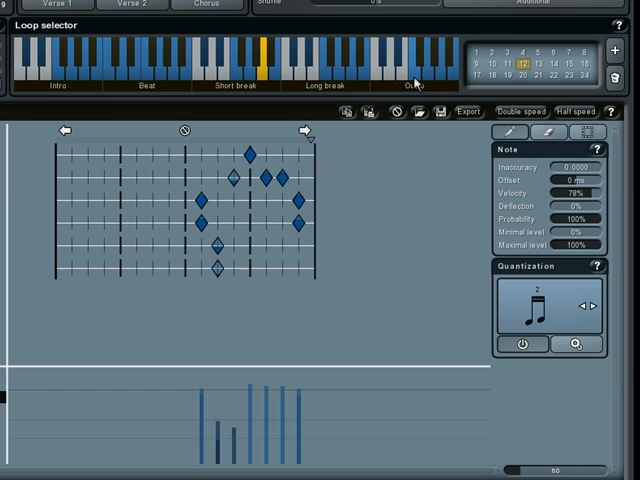 9
Verse 1 Verse 2 Chorus
Shuffle 0% Additional
Loop selector ?
Intro Beat Short break Long break
1 2 3 4 5 6 7 8
9 10 11 12 13 14 15 16
17 18 19 20 21 22 23 24
Export Double speed Half speed ?
Note ?
Inaccuracy 0.0000
Offset 0 ms
Velocity 78%
Deflection 0%
Probability 100%
Minimal level 0%
Maximal level 100%
Quantization ?
2